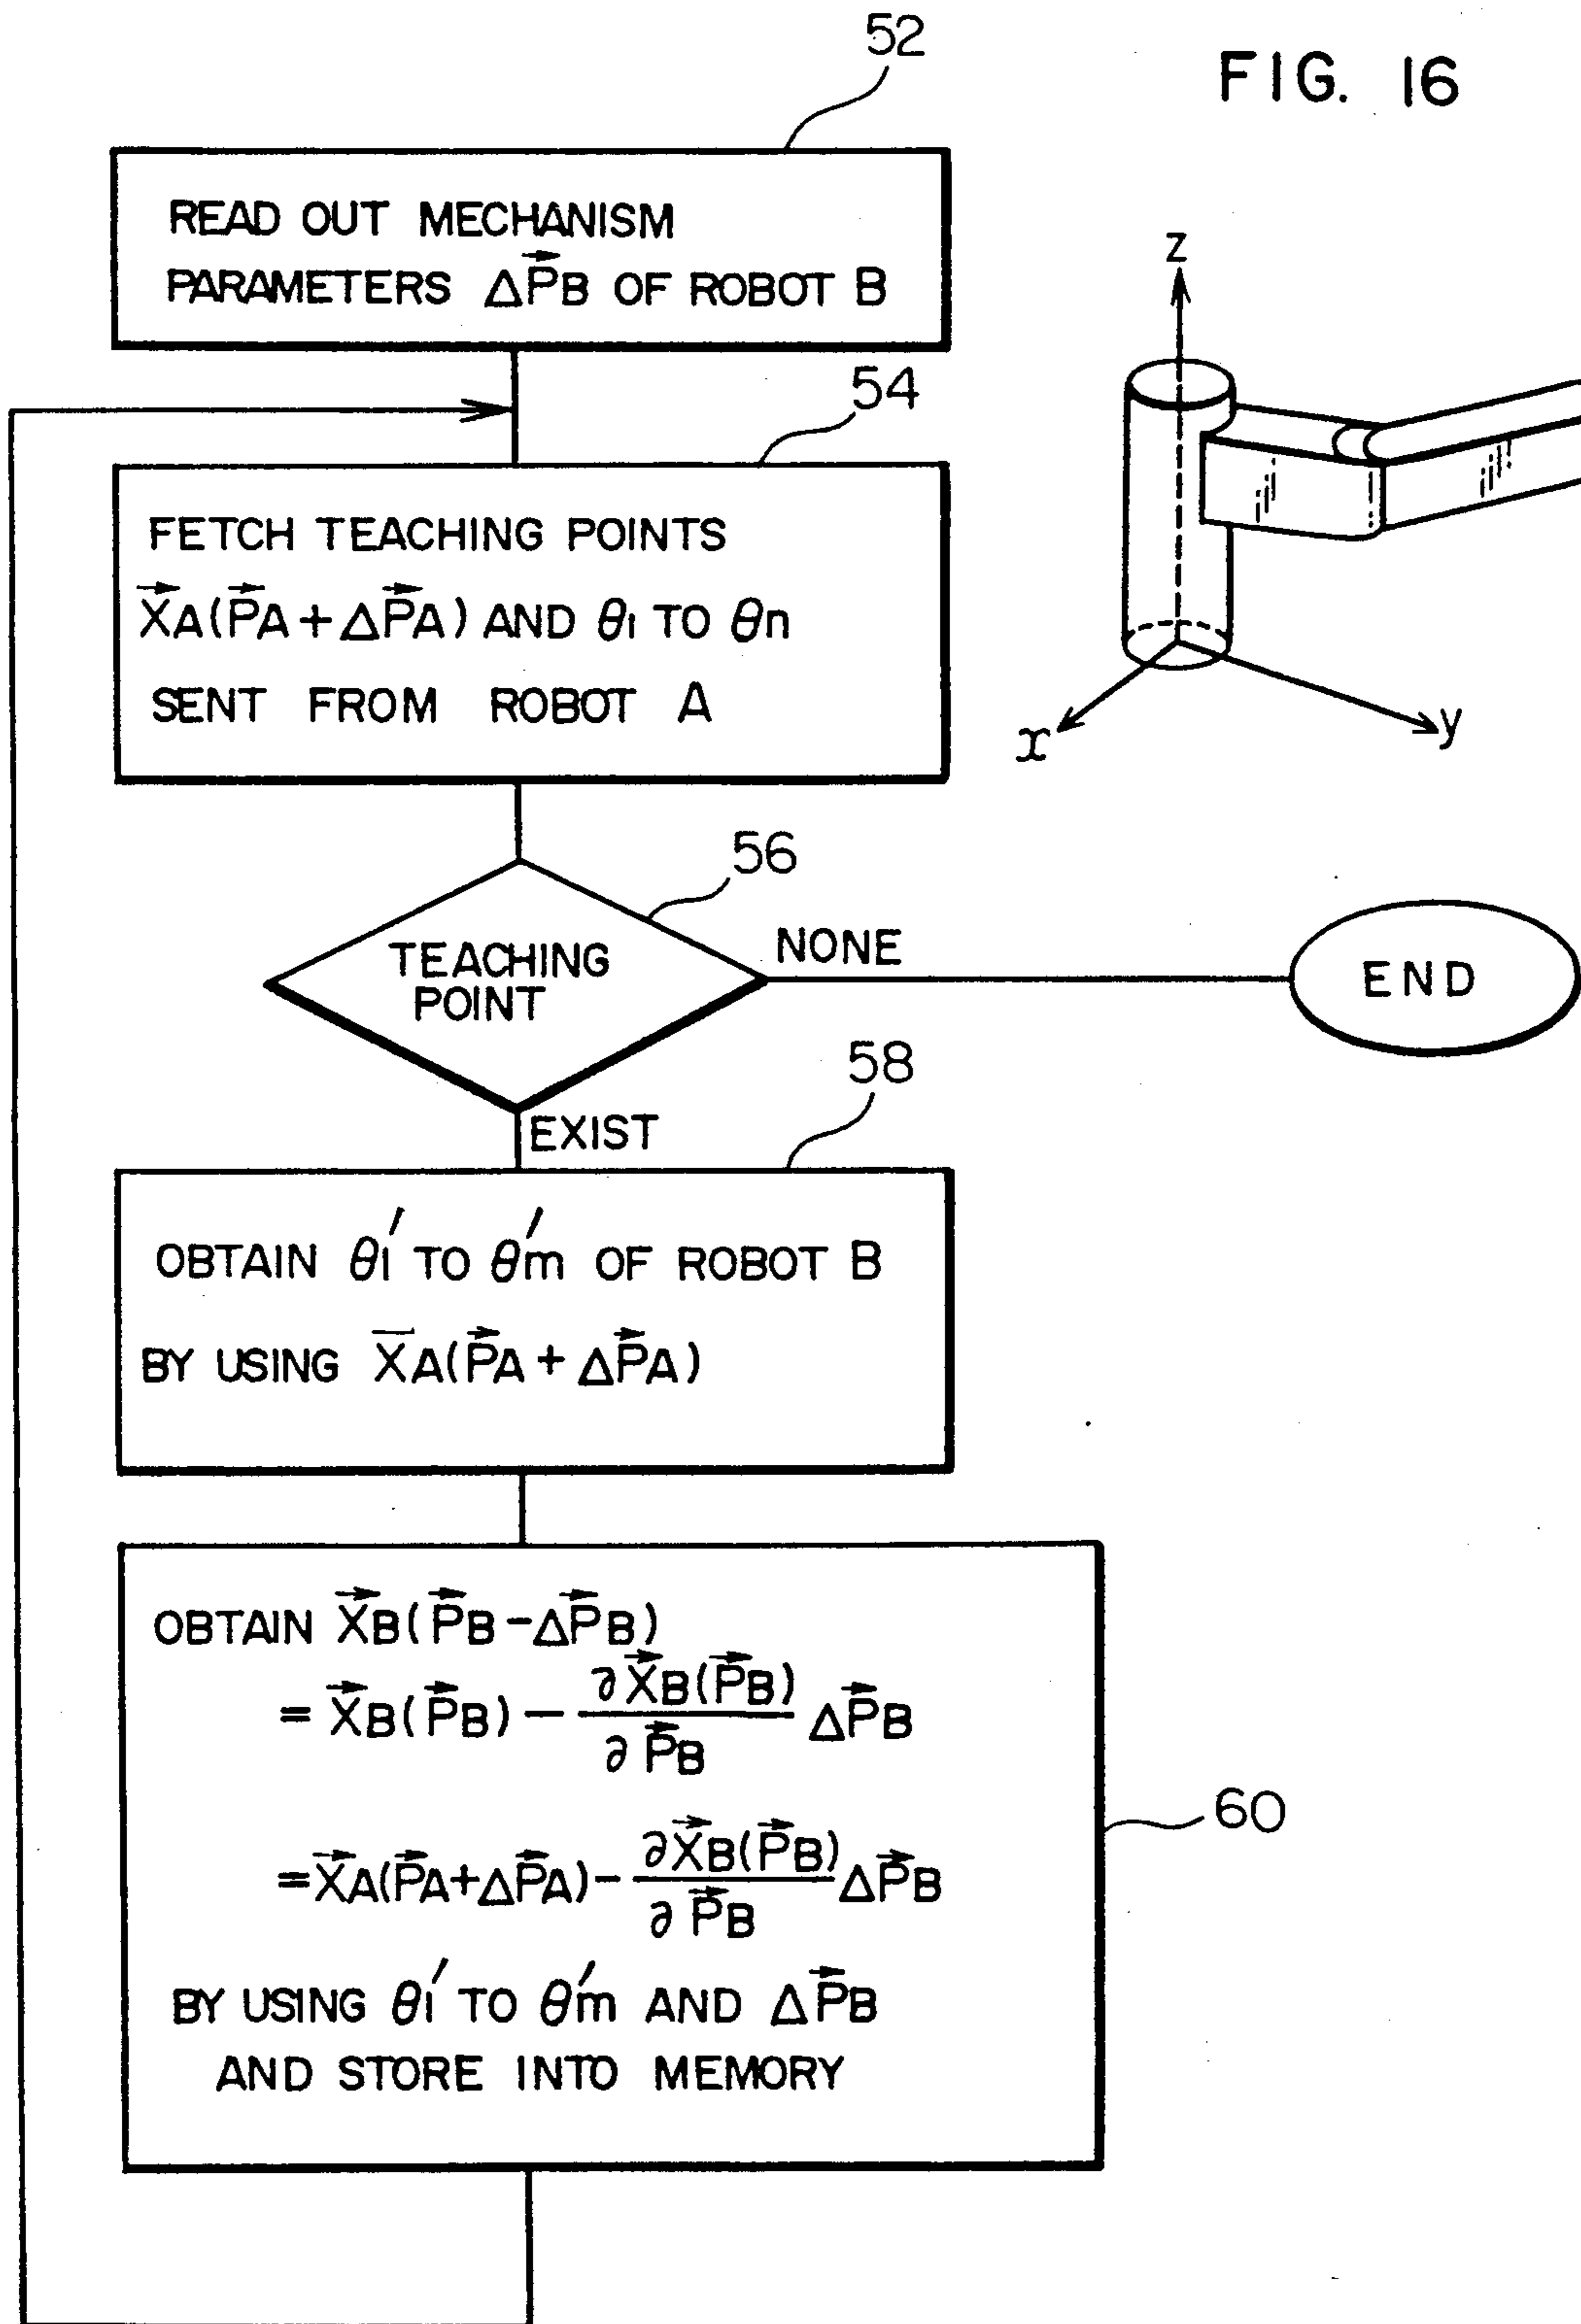 FIG. 16
52
READ OUT MECHANISM
PARAMETERS ΔP⃗B OF ROBOT B
54
FETCH TEACHING POINTS
X⃗A(P⃗A + ΔP⃗A) AND θ1 TO θn
SENT FROM ROBOT A
56
TEACHING
POINT
NONE
END
EXIST
58
OBTAIN θ1' TO θ'm OF ROBOT B
BY USING X̅A(P⃗A + ΔP⃗A)
OBTAIN X⃗B(P⃗B - ΔP⃗B)
= X⃗B(P⃗B) - ∂X⃗B(P⃗B)/∂P⃗B ΔP⃗B
= X⃗A(P⃗A + ΔP⃗A) - ∂X⃗B(P⃗B)/∂P⃗B ΔP⃗B
BY USING θ1' TO θ'm AND ΔP⃗B
AND STORE INTO MEMORY
60
z
x
y